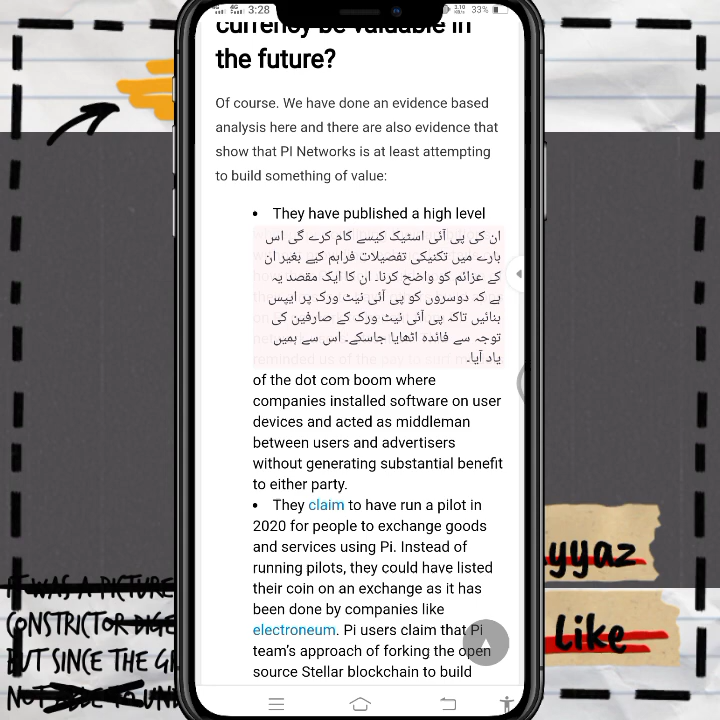 3:28
33%
currency be valuable in
the future?
Of course. We have done an evidence based
analysis here and there are also evidence that
show that PI Networks is at least attempting
to build something of value:
• They have published a high level
ان کی پی آئی اسٹیک کیسے کام کرے گی اس
بارے میں تکنیکی تفصیلات فراہم کیے بغیر ان
کے عزائم کو واضح کرنا۔ ان کا ایک مقصد یہ
ہے کہ دوسروں کو پی آئی نیٹ ورک پر ایپس
بنائیں تاکہ پی آئی نیٹ ورک کے صارفین کی
توجہ سے فائدہ اٹھایا جاسکے۔ اس سے ہمیں
یاد آیا۔
of the dot com boom where
companies installed software on user
devices and acted as middleman
between users and advertisers
without generating substantial benefit
to either party.
• They claim to have run a pilot in
2020 for people to exchange goods
and services using Pi. Instead of
running pilots, they could have listed
their coin on an exchange as it has
been done by companies like
electroneum. Pi users claim that Pi
team's approach of forking the open
source Stellar blockchain to build
yyaz
Like
IT WAS A PICTURE
CONSTRICTOR DIGE
BUT SINCE THE GR